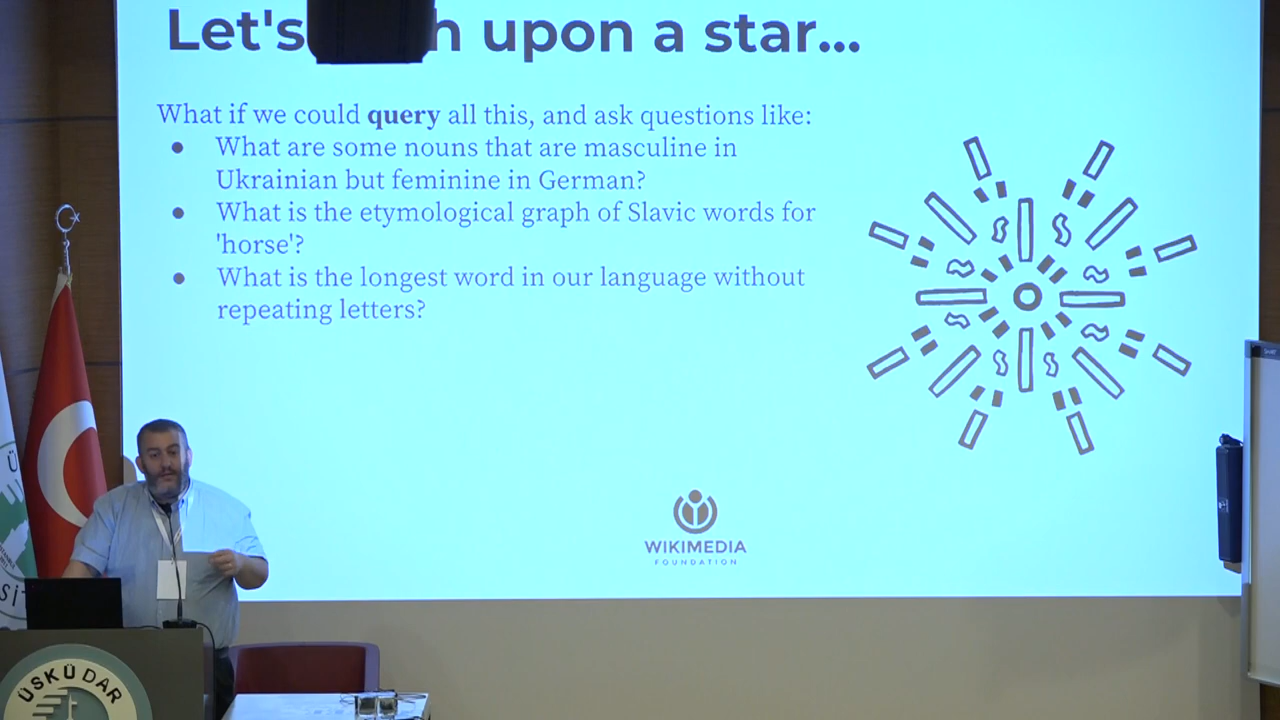 Let's h upon a star...
What if we could query all this, and ask questions like:
• What are some nouns that are masculine in
Ukrainian but feminine in German?
• What is the etymological graph of Slavic words for
'horse'?
• What is the longest word in our language without
repeating letters?
WIKIMEDIA
FOUNDATION
ÜSKÜDAR